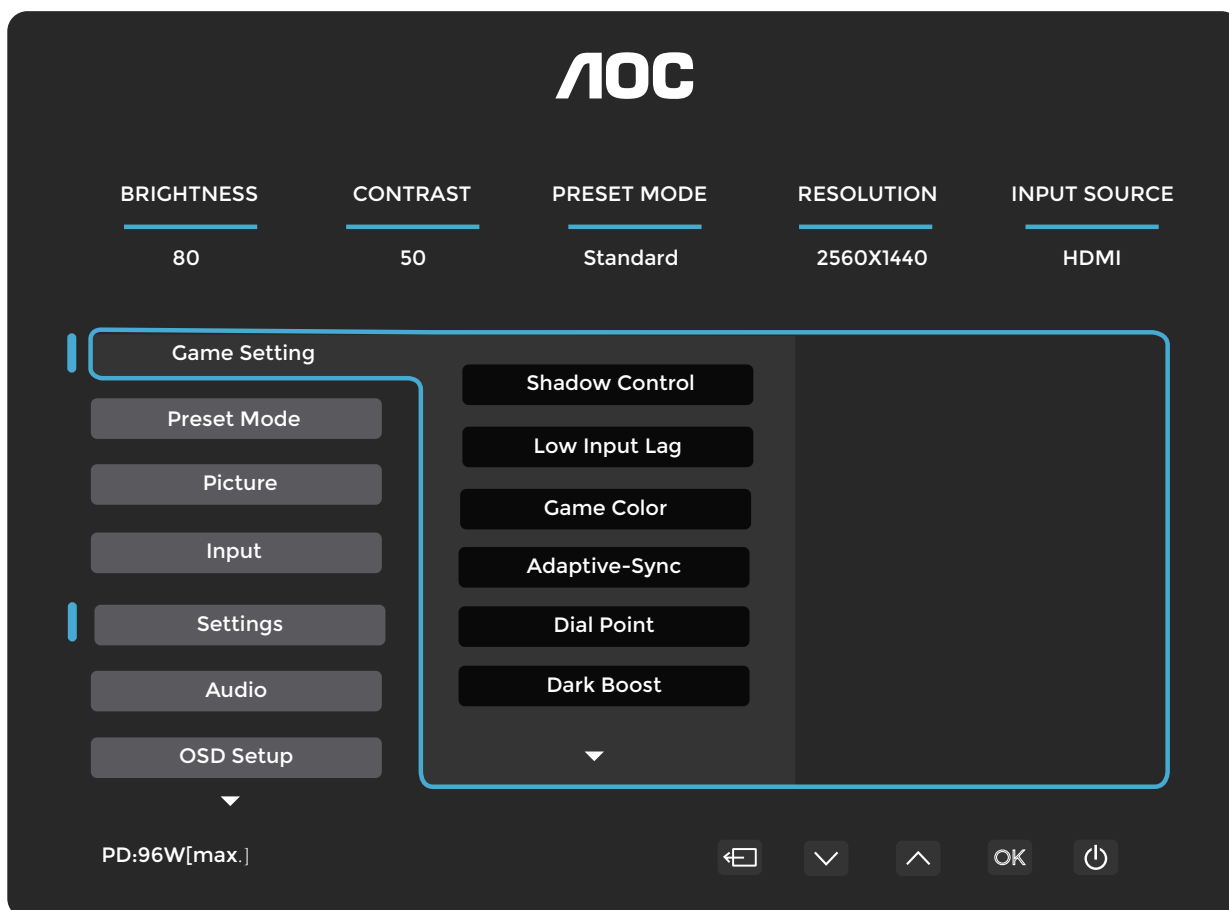 AOC
BRIGHTNESS CONTRAST PRESET MODE RESOLUTION INPUT SOURCE
80 50 Standard 2560X1440 HDMI
Game Setting
Preset Mode
Picture
Input
Settings
Audio
OSD Setup
Shadow Control
Low Input Lag
Game Color
Adaptive-Sync
Dial Point
Dark Boost
PD:96W[max.]
OK